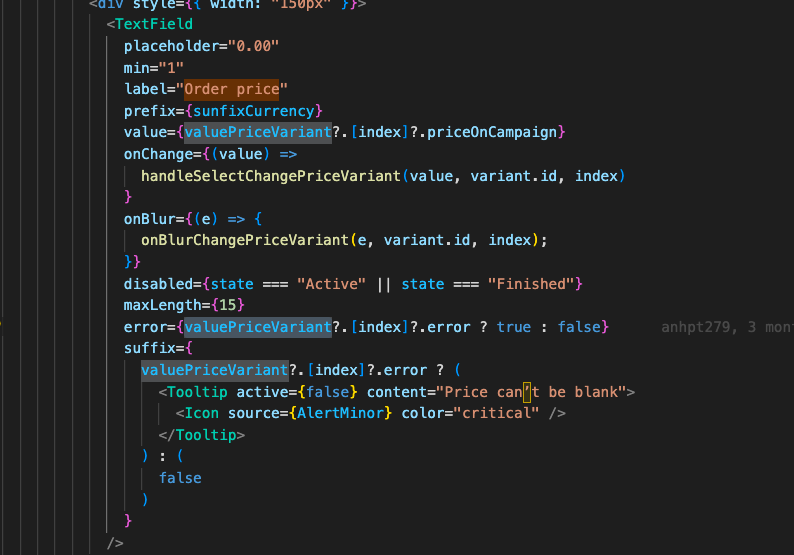 <div style={{ width: "150px" }}>
<TextField
placeholder="0.00"
min="1"
label="Order price"
prefix={sunfixCurrency}
value={valuePriceVariant?.[index]?.priceOnCampaign}
onChange={(value) =>
handleSelectChangePriceVariant(value, variant.id, index)
}
onBlur={(e) => {
onBlurChangePriceVariant(e, variant.id, index);
}}
disabled={state === "Active" || state === "Finished"}
maxLength={15}
error={valuePriceVariant?.[index]?.error ? true : false} anhpt279, 3 mont
suffix={
valuePriceVariant?.[index]?.error ? (
<Tooltip active={false} content="Price can’t be blank">
<Icon source={AlertMinor} color="critical" />
</Tooltip>
) : (
false
)
}
/>